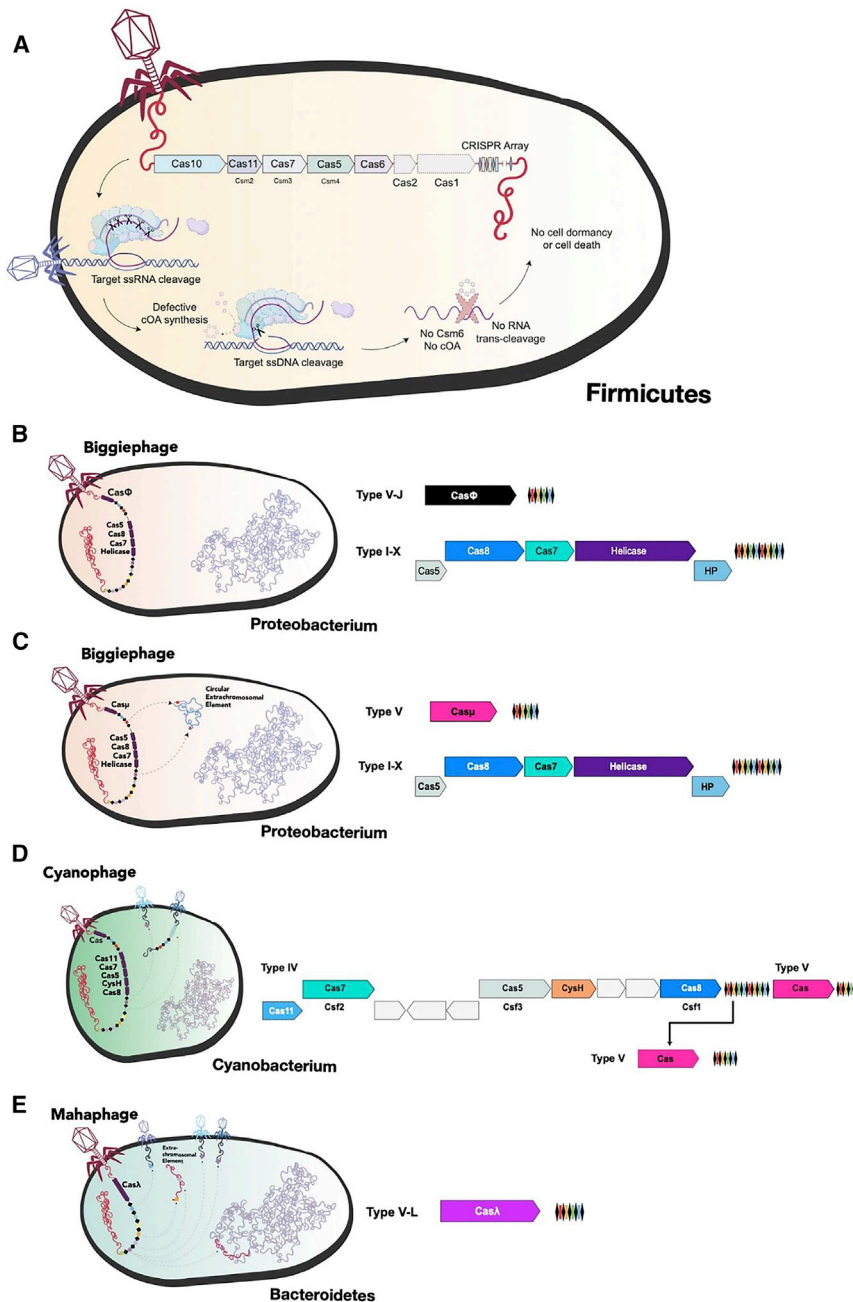 A
CRISPR Array
Cas10
Cas11
Cas7
Cas5
Cas6
Cas2
Cas1
Csm2
Csm3
Csm4
Target ssRNA cleavage
Defective
cOA synthesis
Target ssDNA cleavage
No Csm6
No cOA
No RNA
trans-cleavage
No cell dormancy
or cell death
Firmicutes
B
Biggiephage
CasΦ
Cas5
Cas8
Cas7
Helicase
Proteobacterium
Type V-J
CasΦ
Type I-X
Cas5
Cas8
Cas7
Helicase
HP
C
Biggiephage
Casμ
Cas5
Cas8
Cas7
Helicase
Circular
Extrachromosomal
Element
Proteobacterium
Type V
Casμ
Type I-X
Cas5
Cas8
Cas7
Helicase
HP
D
Cyanophage
Cas
Cas11
Cas7
Cas5
CysH
Cas8
Cyanobacterium
Type IV
Cas11
Cas7
Csf2
Cas5
Csf3
CysH
Cas8
Csf1
Type V
Cas
Type V
Cas
E
Mahaphage
Casλ
Extra-
chromosomal
Element
Bacteroidetes
Type V-L
Casλ